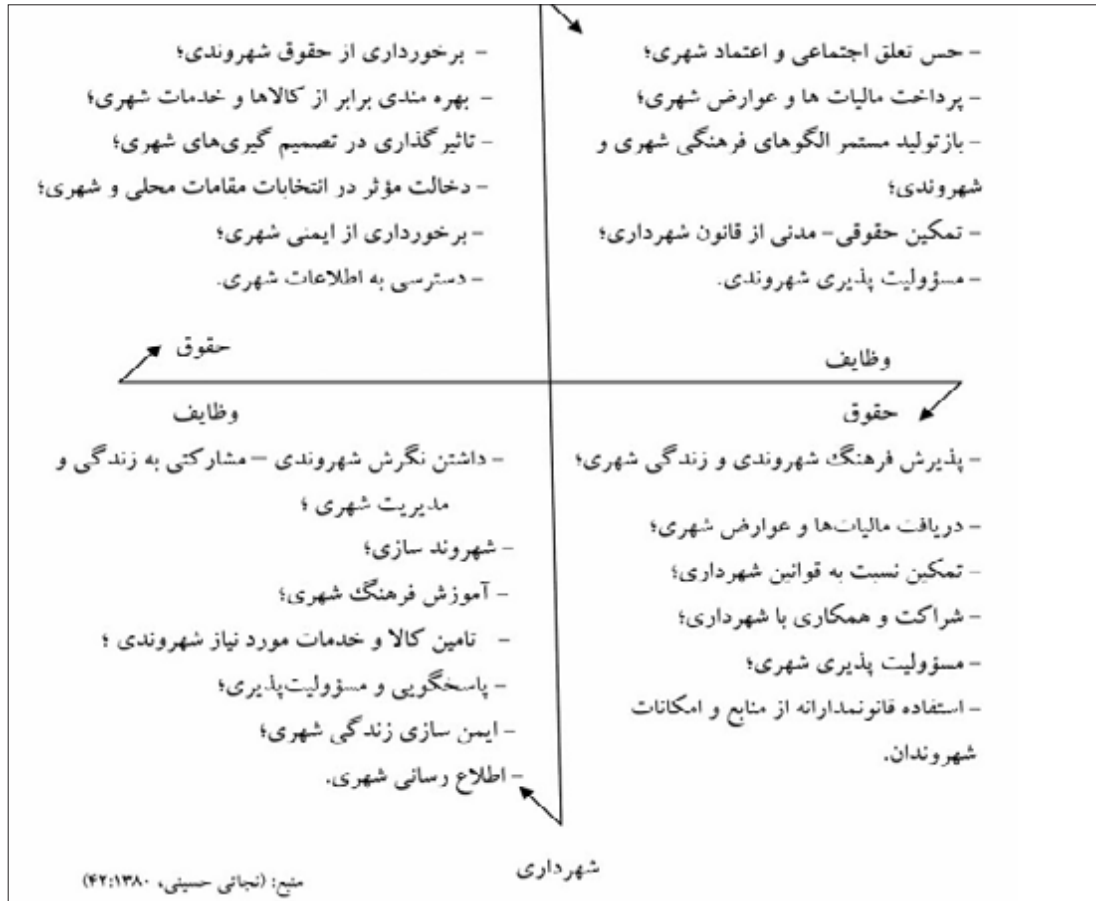 - حس تعلق اجتماعی و اعتماد شهری؛
- پرداخت مالیات ها و عوارض شهری؛
- بازتولید مستمر الگوهای فرهنگی شهری و
شهروندی؛
- تمکین حقوقی- مدنی از قانون شهرداری؛
- مسؤولیت پذیری شهروندی.
- برخورداری از حقوق شهروندی؛
- بهره مندی برابر از کالاها و خدمات شهری؛
- تاثیرگذاری در تصمیم گیری‌های شهری؛
- دخالت مؤثر در انتخابات مقامات محلی و شهری؛
- برخورداری از ایمنی شهری؛
- دسترسی به اطلاعات شهری.
وظایف
حقوق
حقوق
وظایف
- پذیرش فرهنگ شهروندی و زندگی شهری؛
- دریافت مالیات‌ها و عوارض شهری؛
- تمکین نسبت به قوانین شهرداری؛
- شراکت و همکاری با شهرداری؛
- مسؤولیت پذیری شهری؛
- استفاده قانونمدارانه از منابع و امکانات
شهروندان.
- داشتن نگرش شهروندی – مشارکتی به زندگی و
مدیریت شهری ؛
- شهروند سازی؛
- آموزش فرهنگ شهری؛
- تامین کالا و خدمات مورد نیاز شهروندی ؛
- پاسخگویی و مسؤولیت‌پذیری؛
- ایمن سازی زندگی شهری؛
- اطلاع رسانی شهری.
شهرداری
منبع: (نجاتی حسینی، ۴۲:۱۳۸۰)